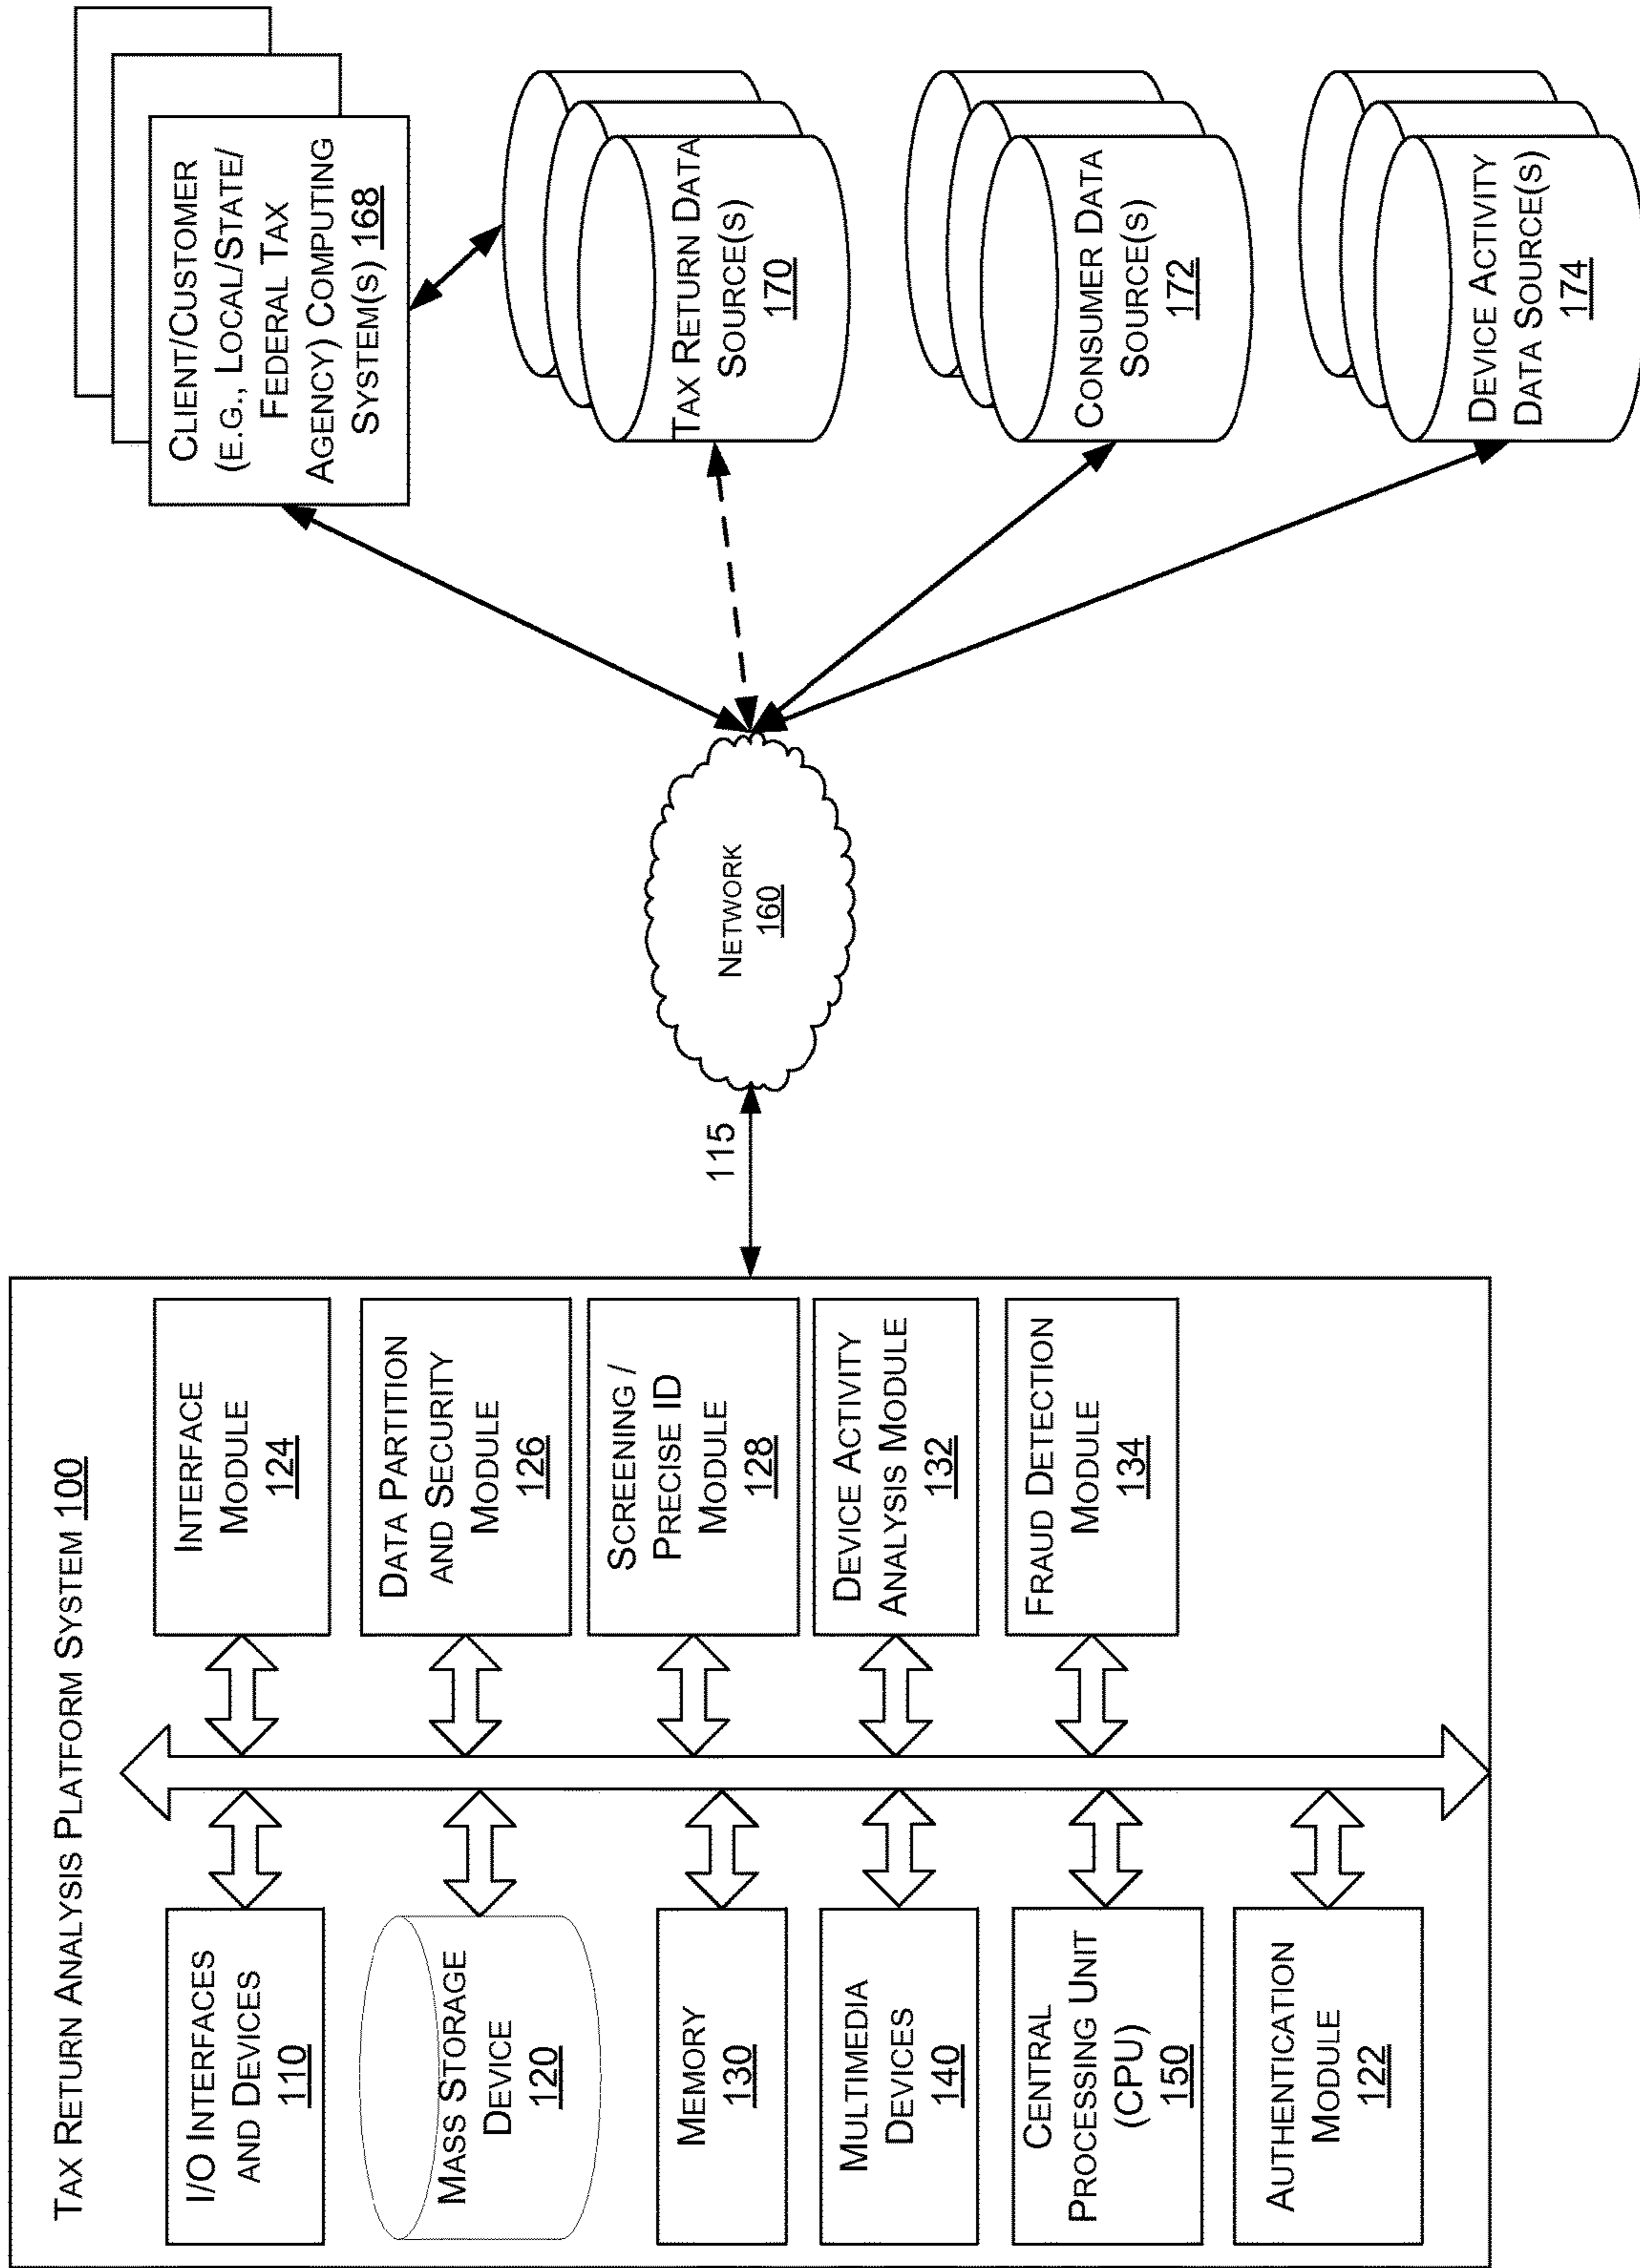 TAX RETURN ANALYSIS PLATFORM SYSTEM 100
I/O INTERFACES
AND DEVICES
110
MASS STORAGE
DEVICE
120
MEMORY
130
MULTIMEDIA
DEVICES
140
CENTRAL
PROCESSING UNIT
(CPU)
150
AUTHENTICATION
MODULE
122
INTERFACE
MODULE
124
DATA PARTITION
AND SECURITY
MODULE
126
SCREENING /
PRECISE ID
MODULE
128
DEVICE ACTIVITY
ANALYSIS MODULE
132
FRAUD DETECTION
MODULE
134
115
NETWORK
160
CLIENT/CUSTOMER
(E.G., LOCAL/STATE/
FEDERAL TAX
AGENCY) COMPUTING
SYSTEM(S) 168
TAX RETURN DATA
SOURCE(S)
170
CONSUMER DATA
SOURCE(S)
172
DEVICE ACTIVITY
DATA SOURCE(S)
174